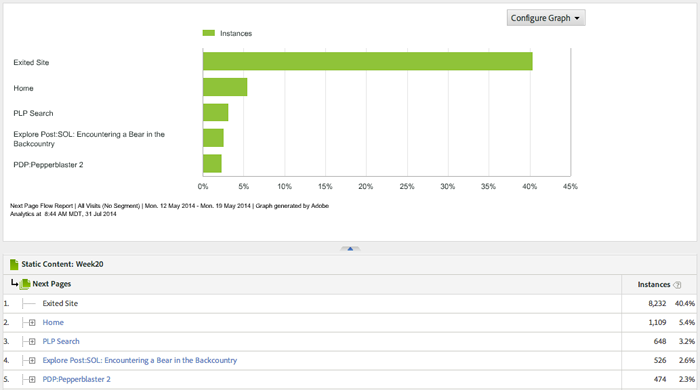 Configure Graph
Instances
Exited Site
Home
PLP Search
Explore Post:SOL: Encountering a Bear in the
Backcountry
PDP:Pepperblaster 2
0% 5% 10% 15% 20% 25% 30% 35% 40% 45%
Next Page Flow Report | All Visits (No Segment) | Mon. 12 May 2014 - Mon. 19 May 2014 | Graph generated by Adobe
Analytics at 8:44 AM MDT, 31 Jul 2014
Static Content: Week20
Next Pages Instances ?
1. Exited Site 8,232 40.4%
2. Home 1,109 5.4%
3. PLP Search 648 3.2%
4. Explore Post:SOL: Encountering a Bear in the Backcountry 526 2.6%
5. PDP:Pepperblaster 2 474 2.3%